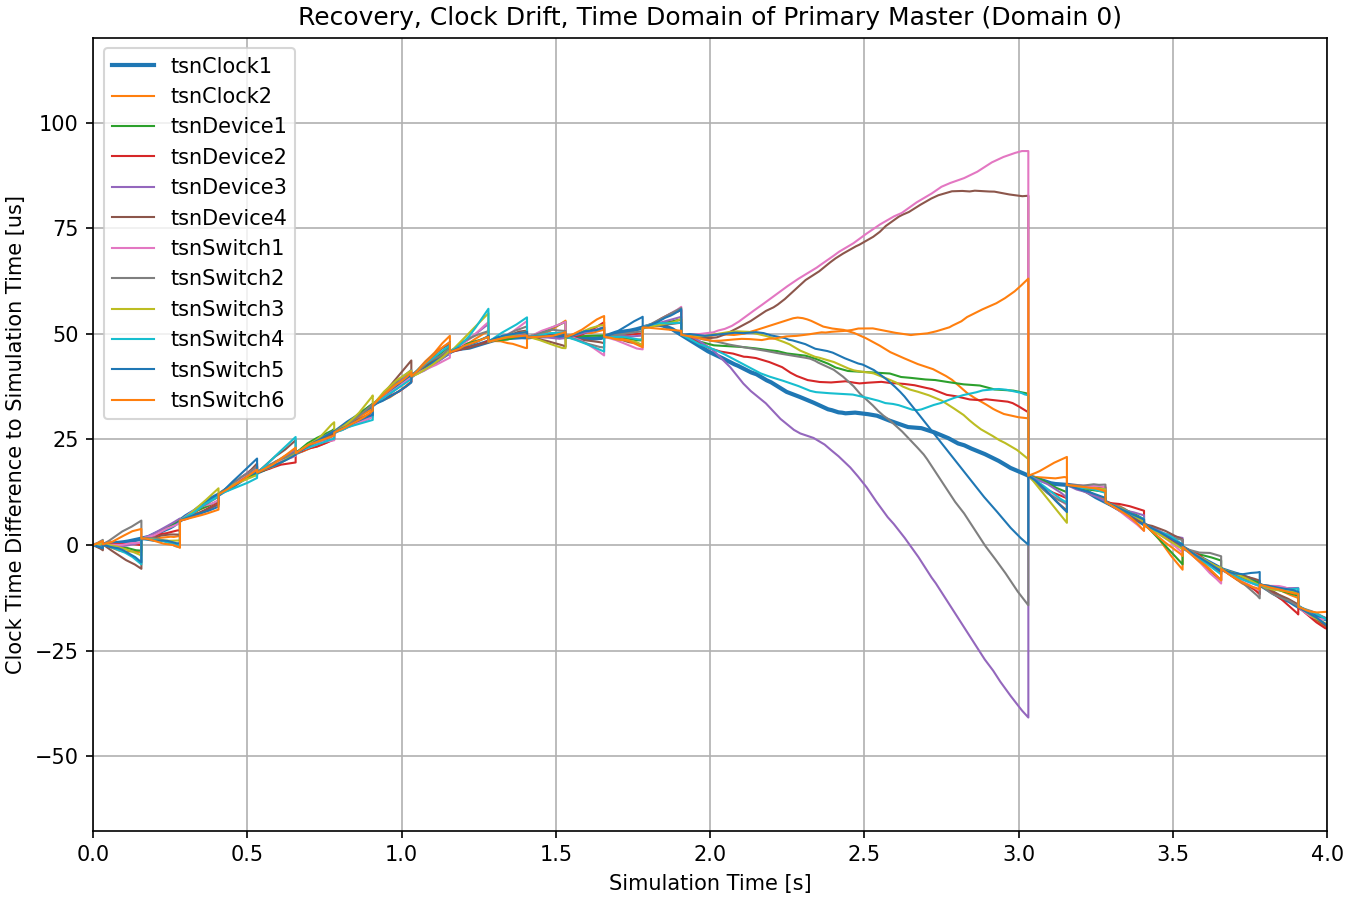 Recovery, Clock Drift, Time Domain of Primary Master (Domain 0)
Clock Time Difference to Simulation Time [us]
100
75
50
25
0
−25
−50
tsnClock1
tsnClock2
tsnDevice1
tsnDevice2
tsnDevice3
tsnDevice4
tsnSwitch1
tsnSwitch2
tsnSwitch3
tsnSwitch4
tsnSwitch5
tsnSwitch6
0.0 0.5 1.0 1.5 2.0 2.5 3.0 3.5 4.0
Simulation Time [s]